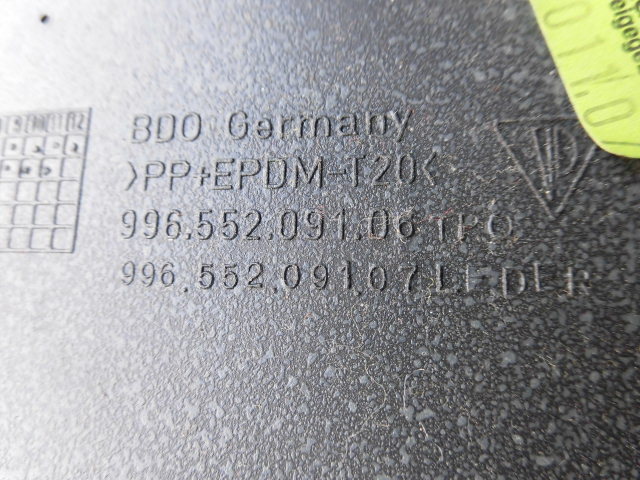 BDO Germany
>PP+EPDM-T20<
996.552.091.06 TPO
996.552.091.07 LEDER